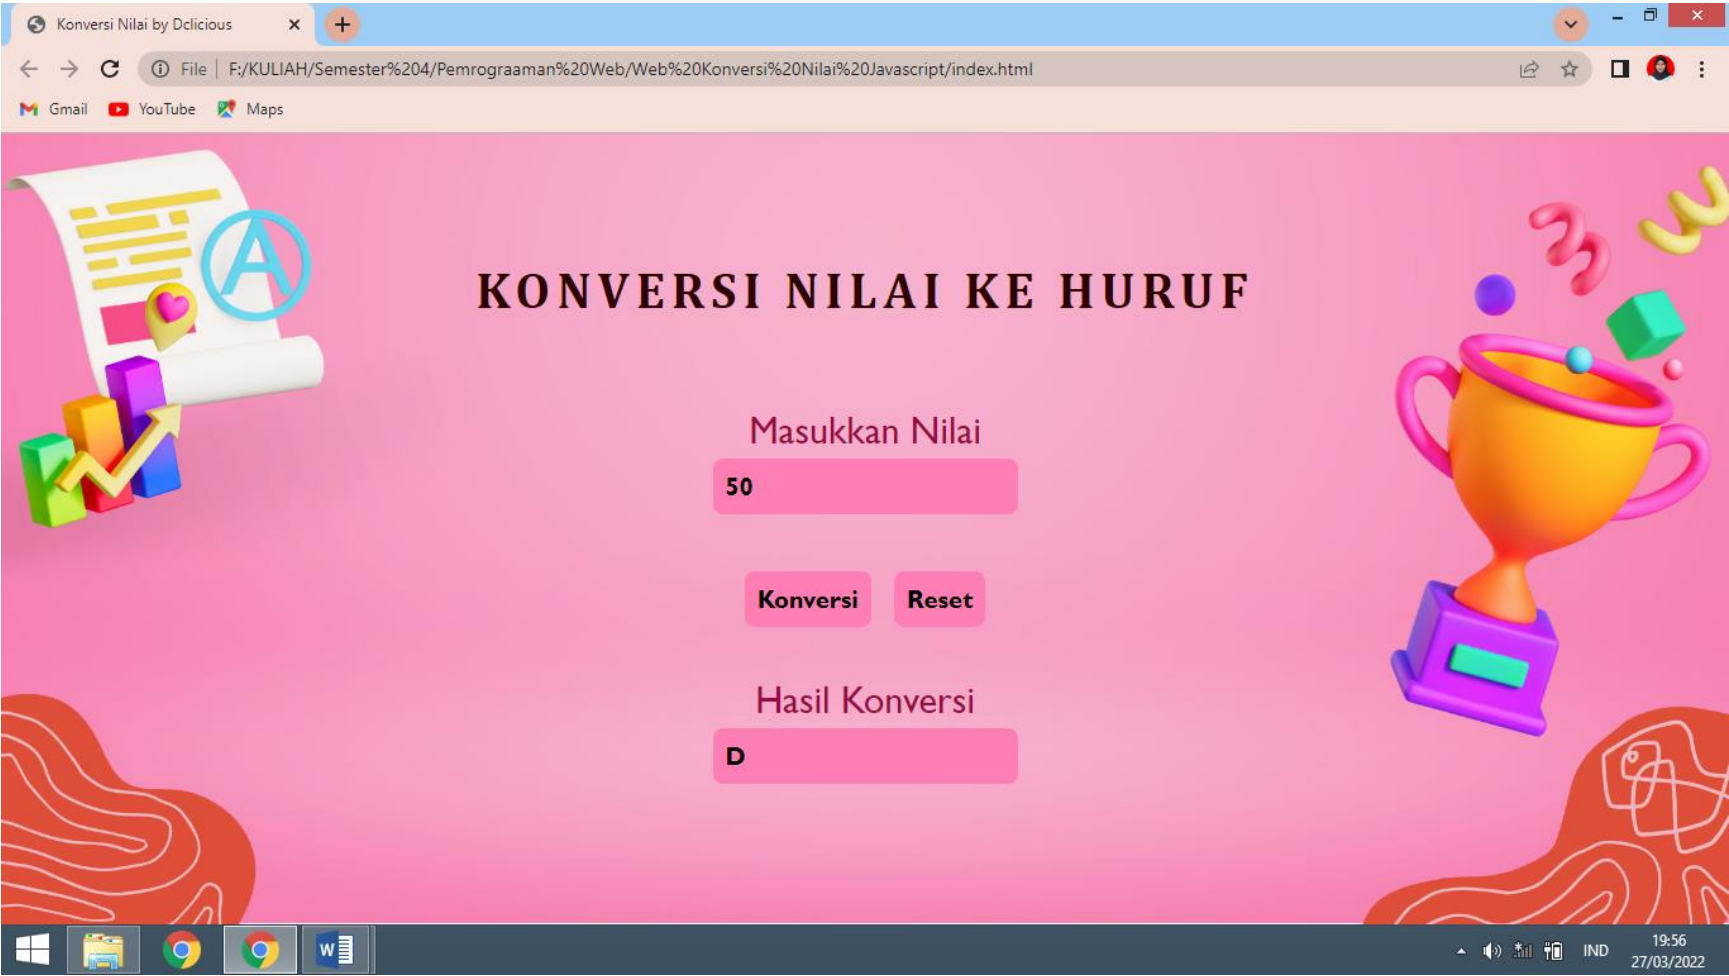 Konversi Nilai by Dclicious
File | F:/KULIAH/Semester%204/Pemrograaman%20Web/Web%20Konversi%20Nilai%20Javascript/index.html
Gmail YouTube Maps
A
KONVERSI NILAI KE HURUF
Masukkan Nilai
50
Konversi Reset
Hasil Konversi
D
W
IND
19:56
27/03/2022